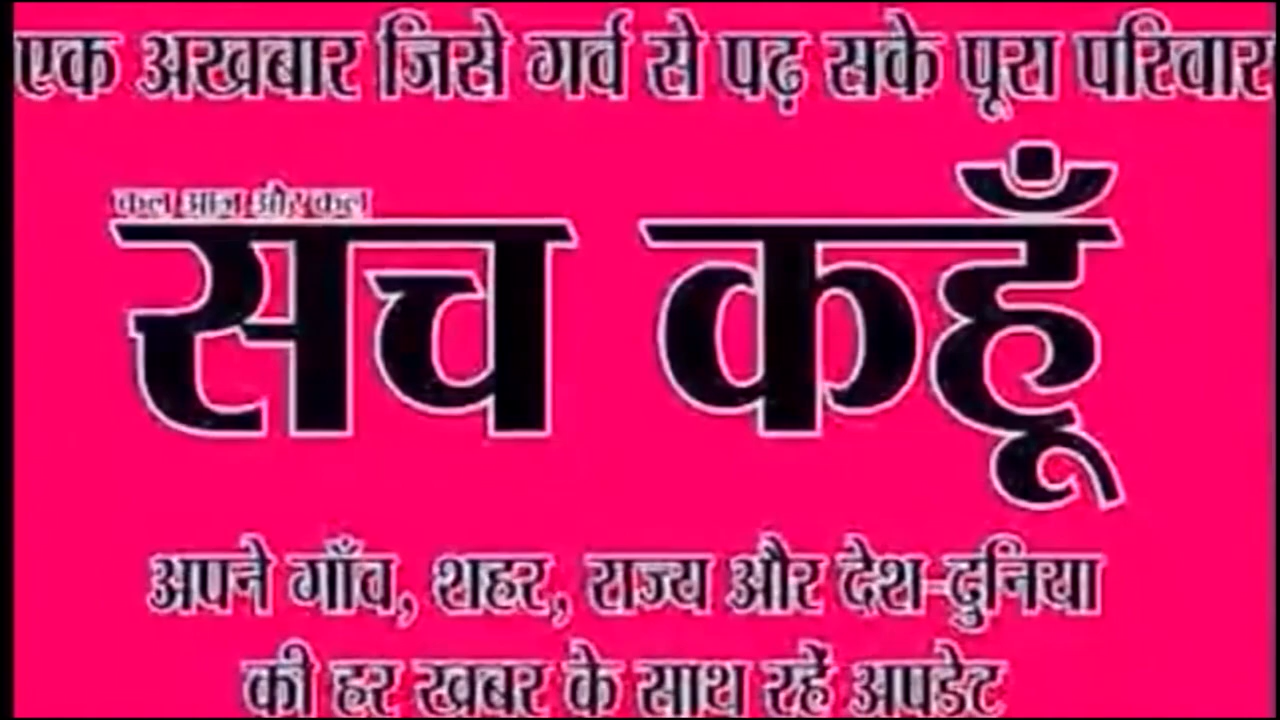 एक अखबार जिसे गर्व से पढ़ सके पूरा परिवार
कल आज और कल
सच कहूँ
अपने गाँव, शहर, राज्य और देश-दुनिया
की हर खबर के साथ रहें अपडेट